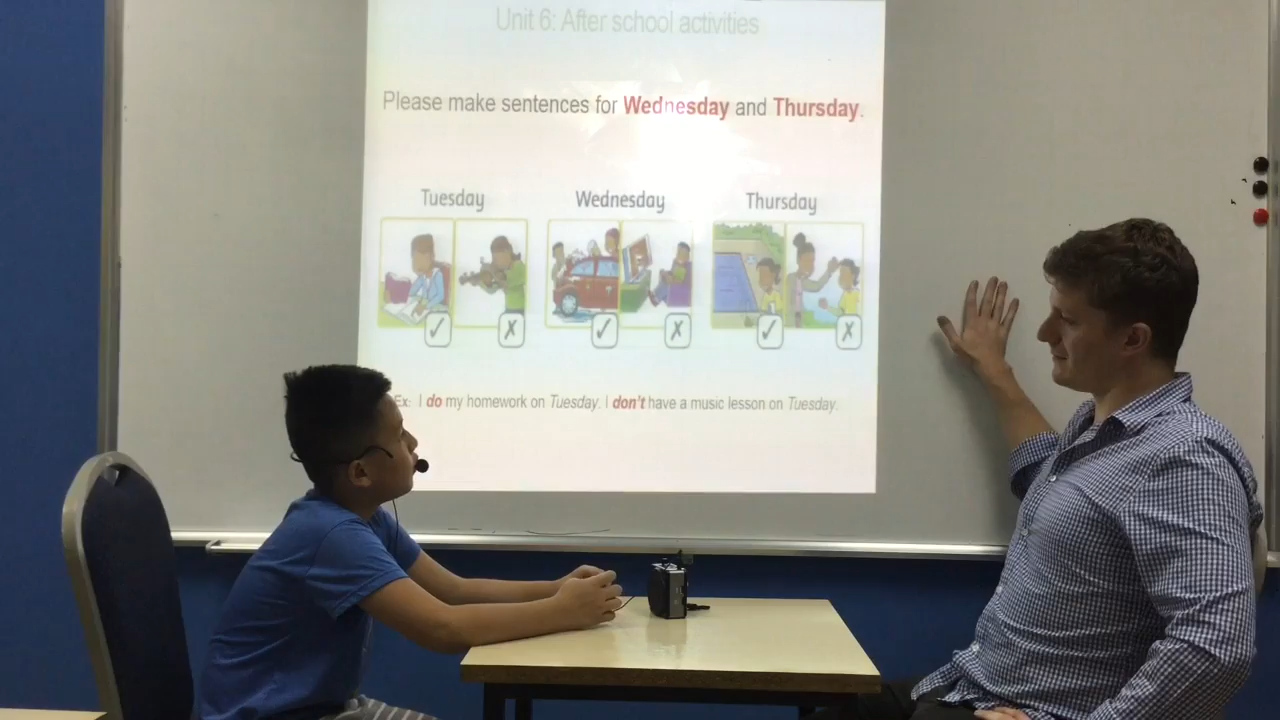 Unit 6: After school activities
Please make sentences for Wednesday and Thursday.
Tuesday Wednesday Thursday
Ex: I do my homework on Tuesday. I don't have a music lesson on Tuesday.